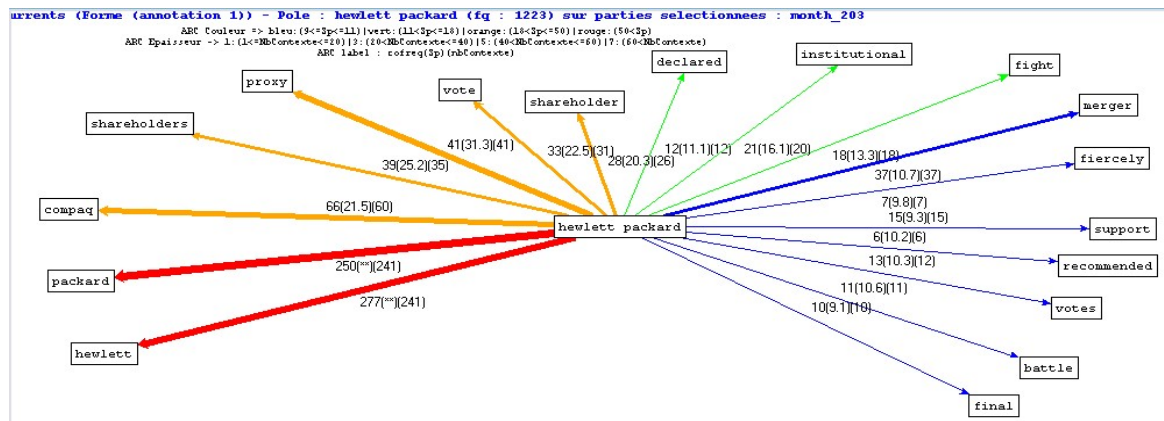 urrents (Forme (annotation 1)) - Pole : hewlett packard (fq : 1223) sur parties selectionnees : month_203
ARC Couleur => bleu:(9<=Sp<=11)|vert:(11<Sp<=18)|orange:(18<Sp<=50)|rouge:(50<Sp)
ARC Epaisseur -> 1:(1<=NbContexte<=20)|3:(20<NbContexte<=40)|5:(40<NbContexte<=60)|7:(60<NbContexte)
ARC label : cofreq(Sp)(nbContexte)
declared
institutional
fight
proxy
vote
shareholder
merger
shareholders
fiercely
41(31.3)(41)
33(22.5)(31)
12(11.1)(12)
21(16.1)(20)
39(25.2)(35)
28(20.3)(26)
18(13.3)(18)
37(10.7)(37)
compaq
66(21.5)(60)
7(9.8)(7)
15(9.3)(15)
hewlett packard
support
6(10.2)(6)
recommended
packard
250(**)(241)
13(10.3)(12)
277(**)(241)
11(10.6)(11)
votes
10(9.1)(10)
hewlett
battle
final